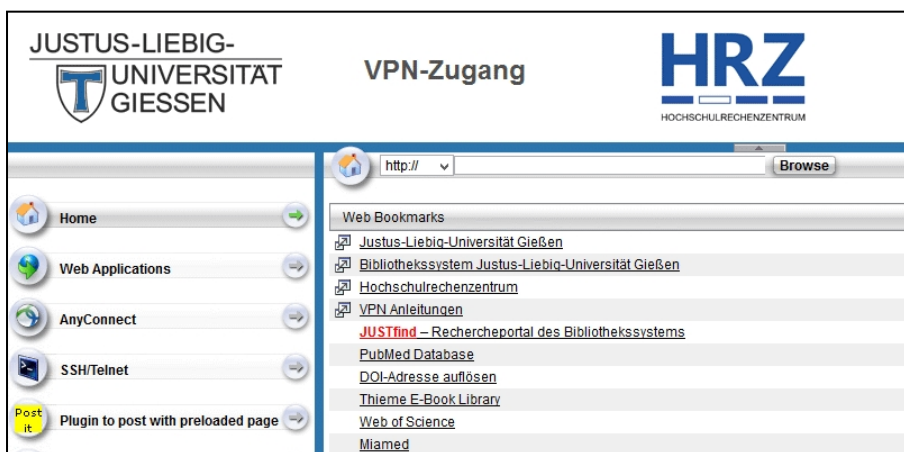 JUSTUS-LIEBIG-
UNIVERSITÄT
GIESSEN
VPN-Zugang
HRZ
HOCHSCHULRECHENZENTRUM
http://
Browse
Home
Web Applications
AnyConnect
SSH/Telnet
Post it
Plugin to post with preloaded page
Web Bookmarks
Justus-Liebig-Universität Gießen
Bibliothekssystem Justus-Liebig-Universität Gießen
Hochschulrechenzentrum
VPN Anleitungen
JUSTfind – Rechercheportal des Bibliothekssystems
PubMed Database
DOI-Adresse auflösen
Thieme E-Book Library
Web of Science
Miamed